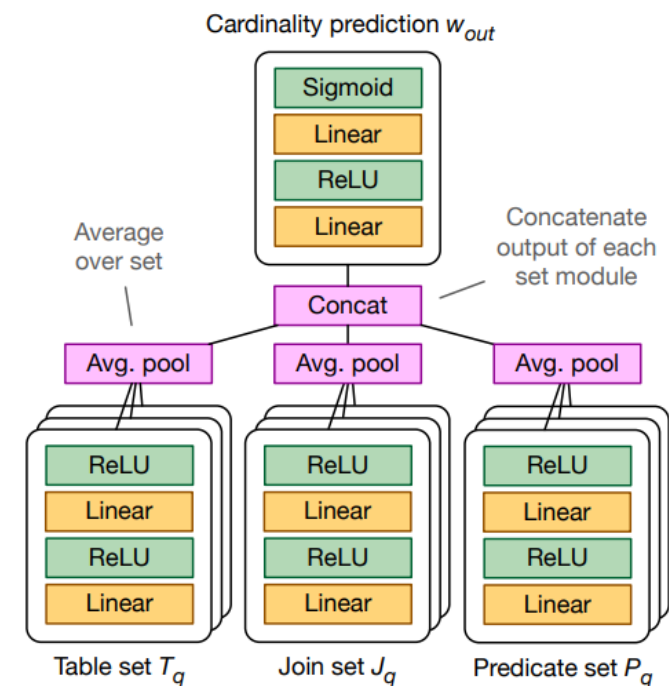 Cardinality prediction w_out
Sigmoid
Linear
ReLU
Linear
Average
over set
Concatenate
output of each
set module
Concat
Avg. pool
Avg. pool
Avg. pool
ReLU
Linear
ReLU
Linear
ReLU
Linear
ReLU
Linear
ReLU
Linear
ReLU
Linear
Table set T_q
Join set J_q
Predicate set P_q